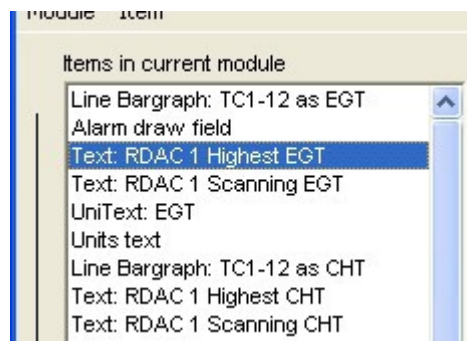 Module Item
Items in current module
Line Bargraph: TC1-12 as EGT
Alarm draw field
Text: RDAC 1 Highest EGT
Text: RDAC 1 Scanning EGT
UniText: EGT
Units text
Line Bargraph: TC1-12 as CHT
Text: RDAC 1 Highest CHT
Text: RDAC 1 Scanning CHT